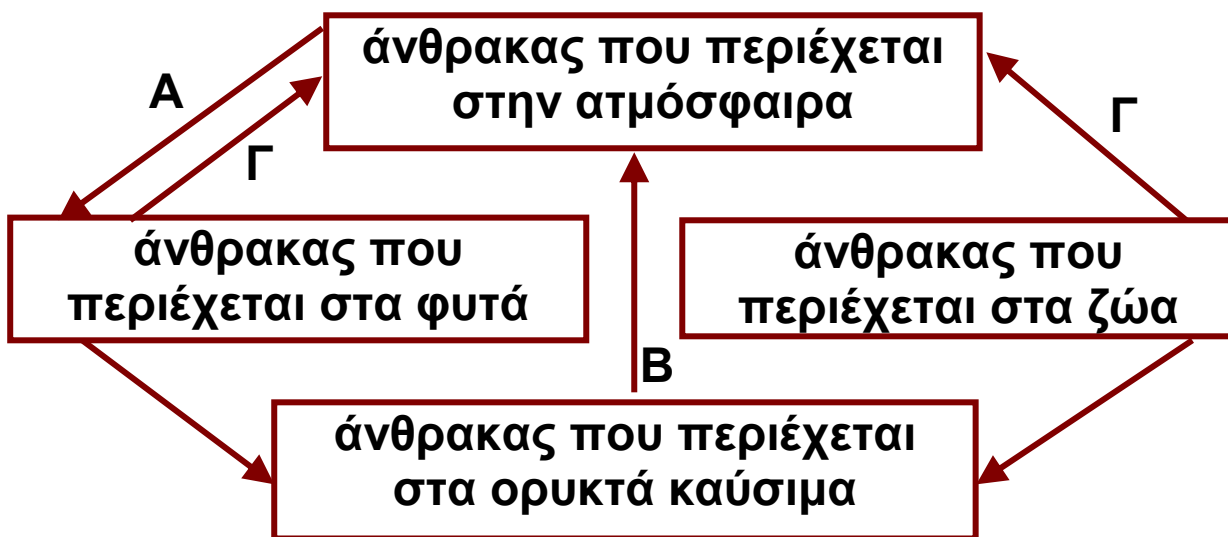 άνθρακας που περιέχεται
στην ατμόσφαιρα
Α
Γ
Γ
άνθρακας που
περιέχεται στα φυτά
άνθρακας που
περιέχεται στα ζώα
Β
άνθρακας που περιέχεται
στα ορυκτά καύσιμα